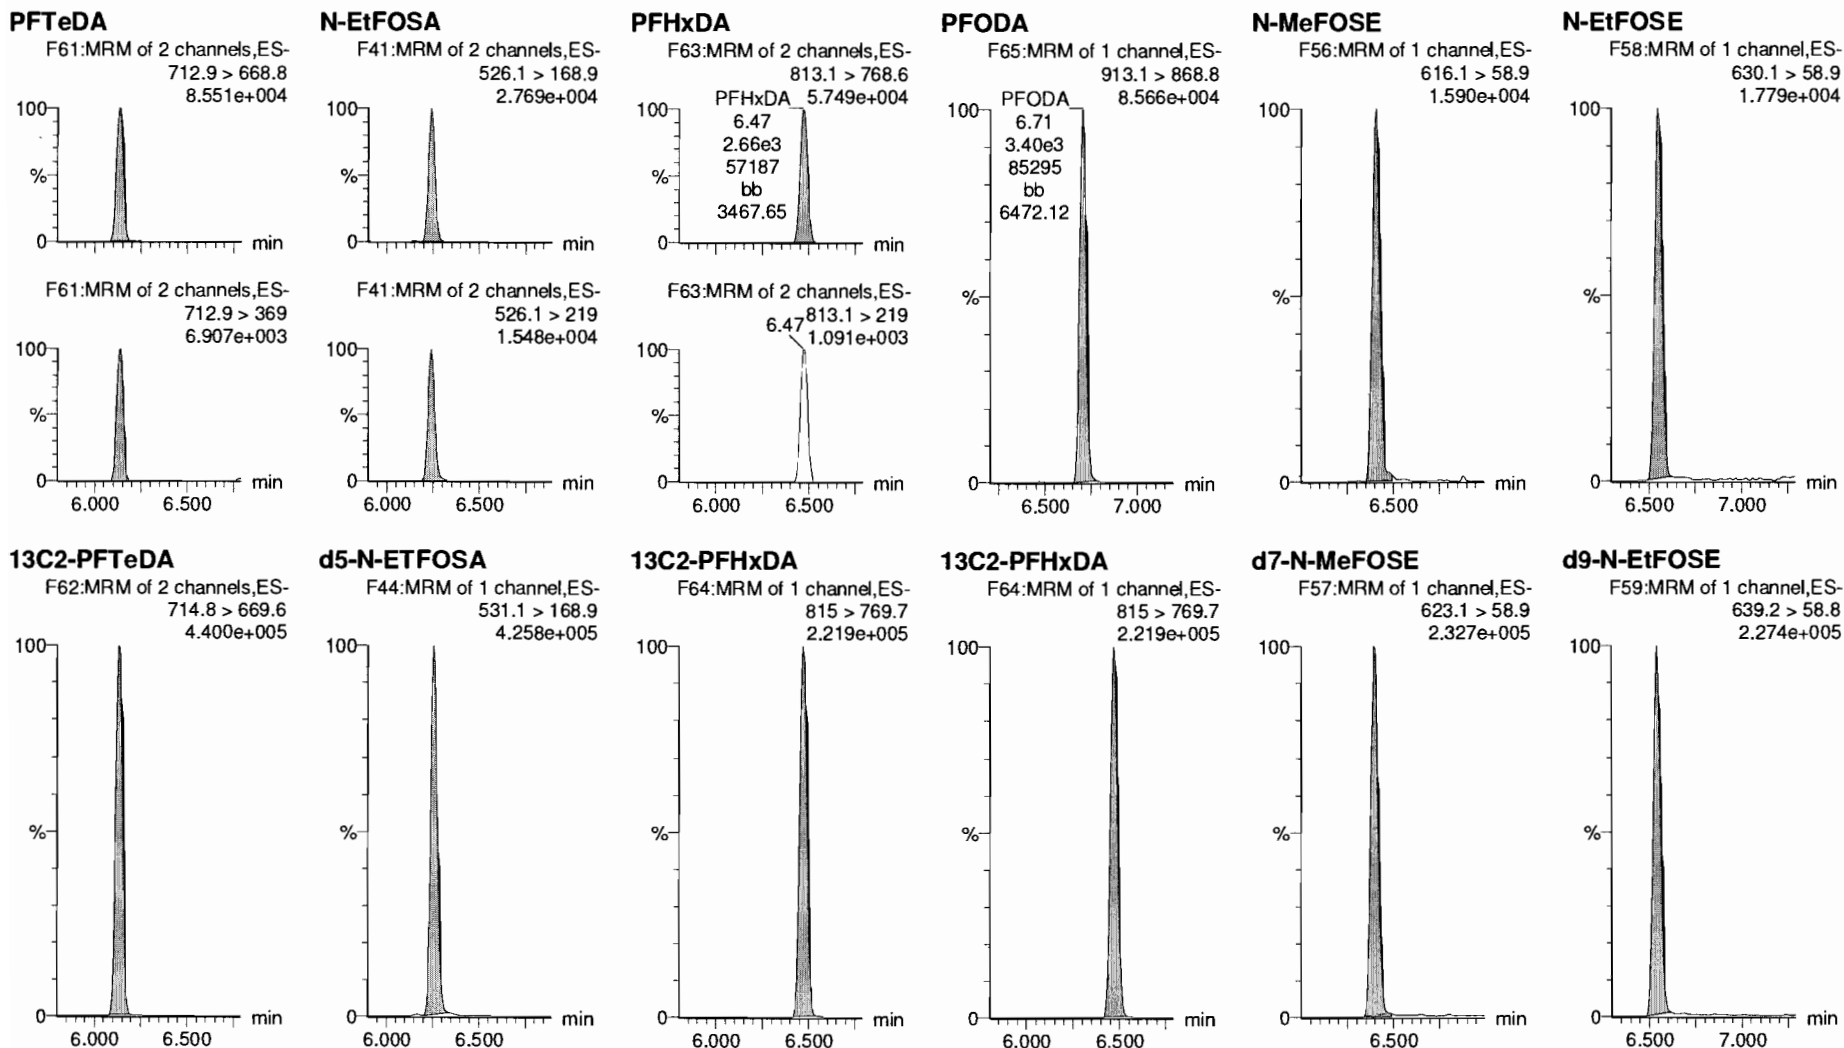 PFTeDA
F61:MRM of 2 channels,ES-
712.9 > 668.8
8.551e+004
100
%
0
min
F61:MRM of 2 channels,ES-
712.9 > 369
6.907e+003
100
%
0
min
6.000 6.500
N-EtFOSA
F41:MRM of 2 channels,ES-
526.1 > 168.9
2.769e+004
100
%
0
min
F41:MRM of 2 channels,ES-
526.1 > 219
1.548e+004
100
%
0
min
6.000 6.500
PFHxDA
F63:MRM of 2 channels,ES-
813.1 > 768.6
5.749e+004
PFHxDA
6.47
2.66e3
57187
bb
3467.65
100
%
0
min
F63:MRM of 2 channels,ES-
813.1 > 219
1.091e+003
6.47
100
%
0
min
6.000 6.500
PFODA
F65:MRM of 1 channel,ES-
913.1 > 868.8
8.566e+004
PFODA
6.71
3.40e3
85295
bb
6472.12
100
%
0
min
6.500 7.000
N-MeFOSE
F56:MRM of 1 channel,ES-
616.1 > 58.9
1.590e+004
100
%
0
min
6.500
N-EtFOSE
F58:MRM of 1 channel,ES-
630.1 > 58.9
1.779e+004
100
%
0
min
6.500 7.000
13C2-PFTeDA
F62:MRM of 2 channels,ES-
714.8 > 669.6
4.400e+005
100
%
0
min
6.000 6.500
d5-N-ETFOSA
F44:MRM of 1 channel,ES-
531.1 > 168.9
4.258e+005
100
%
0
min
6.000 6.500
13C2-PFHxDA
F64:MRM of 1 channel,ES-
815 > 769.7
2.219e+005
100
%
0
min
6.000 6.500
13C2-PFHxDA
F64:MRM of 1 channel,ES-
815 > 769.7
2.219e+005
100
%
0
min
6.000 6.500
d7-N-MeFOSE
F57:MRM of 1 channel,ES-
623.1 > 58.9
2.327e+005
100
%
0
min
6.500
d9-N-EtFOSE
F59:MRM of 1 channel,ES-
639.2 > 58.8
2.274e+005
100
%
0
min
6.500 7.000